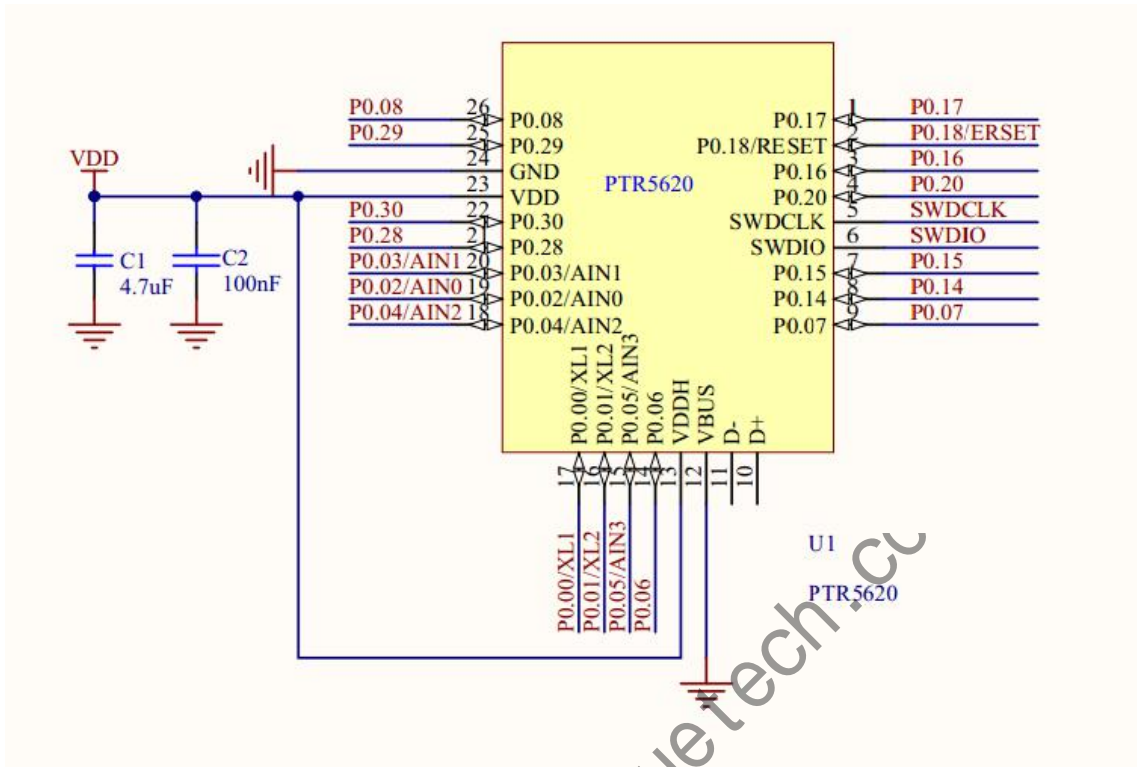 P0.08
P0.29
VDD
P0.30
P0.28
P0.03/AIN1
P0.02/AIN0
P0.04/AIN2
C1
4.7uF
C2
100nF
26
25
24
23
22
21
20
19
18
P0.08
P0.29
GND
VDD
P0.30
P0.28
P0.03/AIN1
P0.02/AIN0
P0.04/AIN2
PTR5620
P0.17
P0.18/RESET
P0.16
P0.20
SWDCLK
SWDIO
P0.15
P0.14
P0.07
1
2
3
4
5
6
7
8
9
P0.17
P0.18/ERSET
P0.16
P0.20
SWDCLK
SWDIO
P0.15
P0.14
P0.07
P0.00/XL1
P0.01/XL2
P0.05/AIN3
P0.06
VDDH
VBUS
D-
D+
17
16
15
14
13
12
11
10
P0.00/XL1
P0.01/XL2
P0.05/AIN3
P0.06
U1
PTR5620